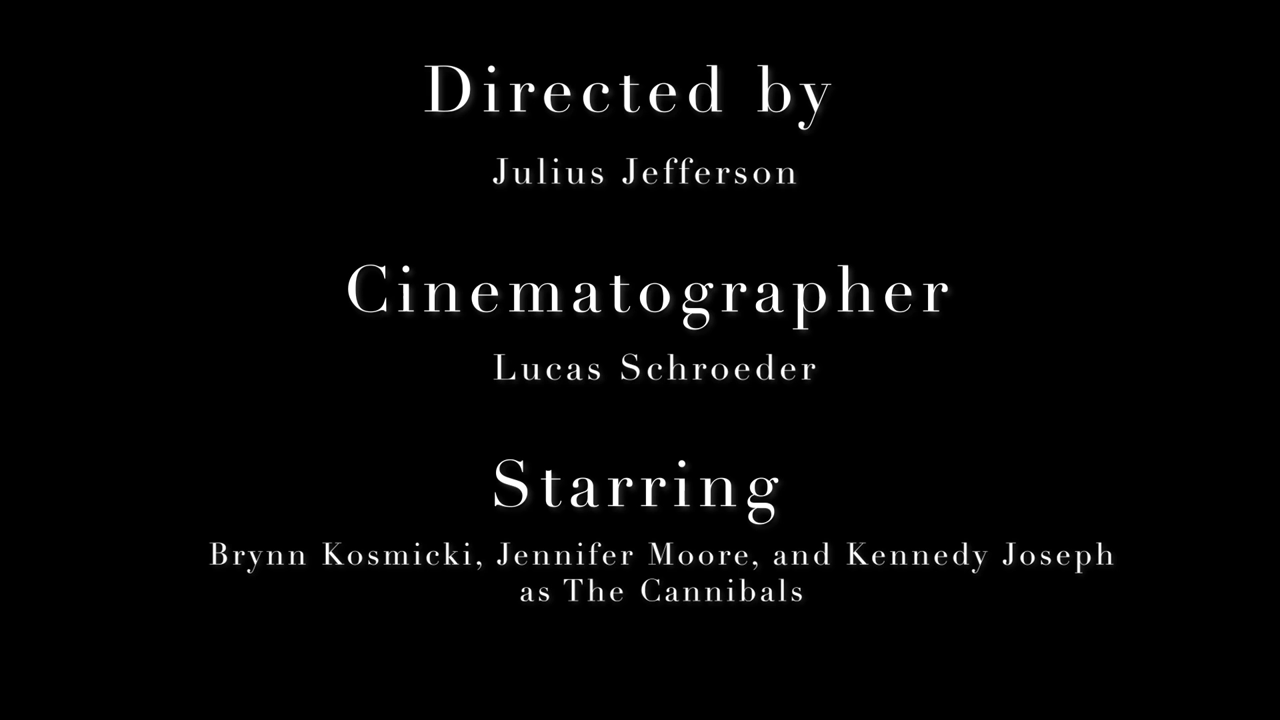 Directed by
Julius Jefferson
Cinematographer
Lucas Schroeder
Starring
Brynn Kosmicki, Jennifer Moore, and Kennedy Joseph
as The Cannibals